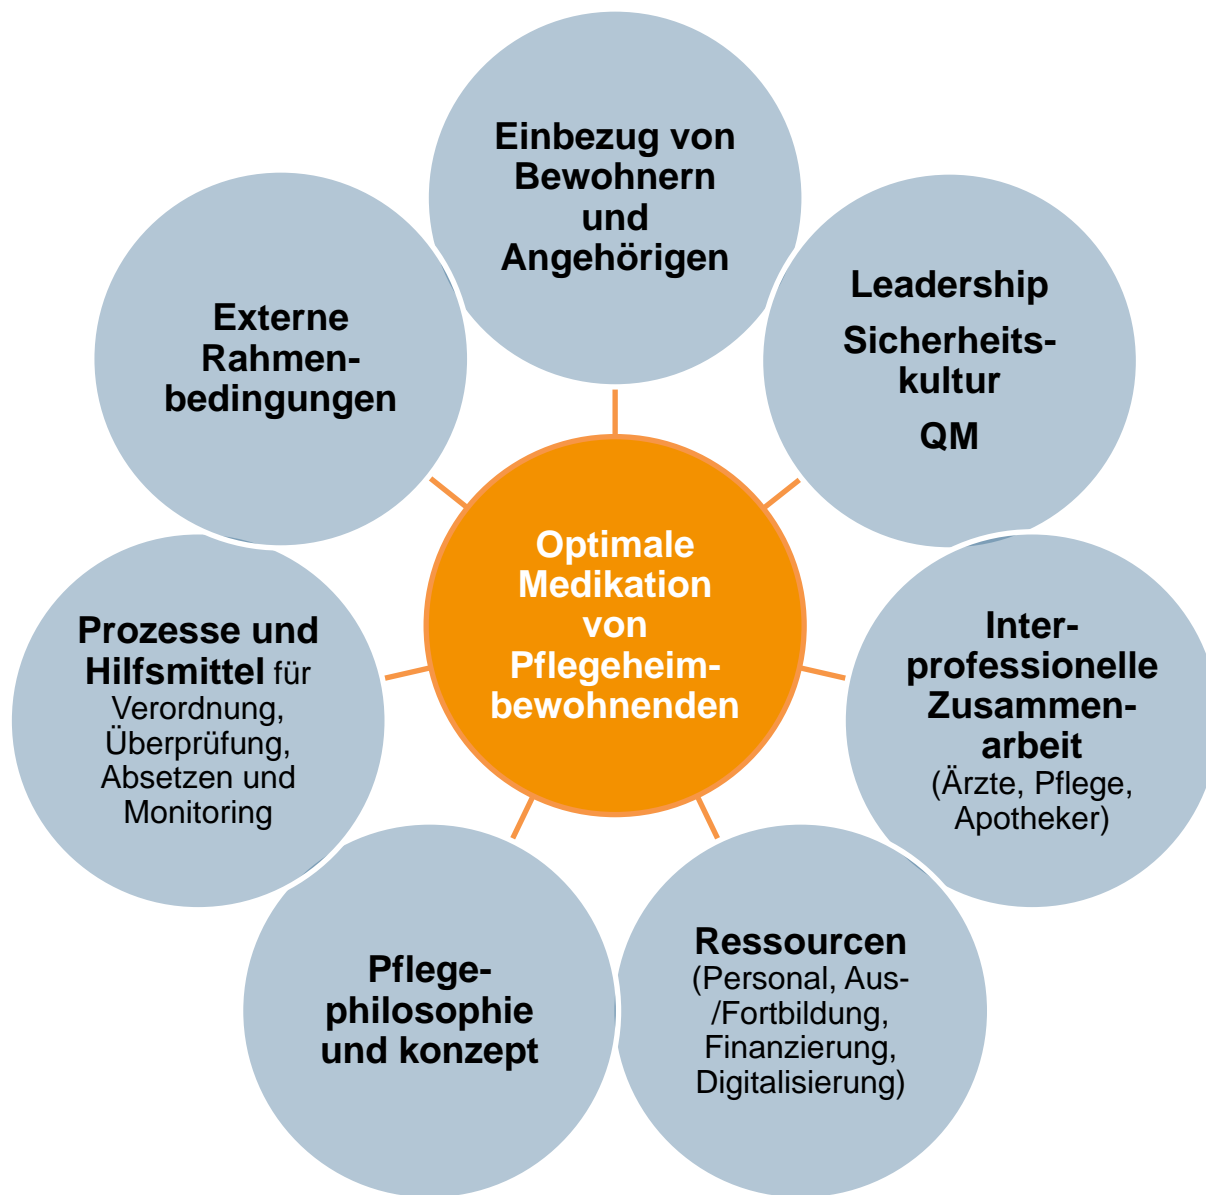 Einbezug von
Bewohnern
und
Angehörigen
Leadership
Sicherheits-
kultur
QM
Inter-
professionelle
Zusammen-
arbeit
(Ärzte, Pflege,
Apotheker)
Ressourcen
(Personal, Aus-
/Fortbildung,
Finanzierung,
Digitalisierung)
Pflege-
philosophie
und konzept
Prozesse und
Hilfsmittel für
Verordnung,
Überprüfung,
Absetzen und
Monitoring
Externe
Rahmen-
bedingungen
Optimale
Medikation
von
Pflegeheim-
bewohnenden